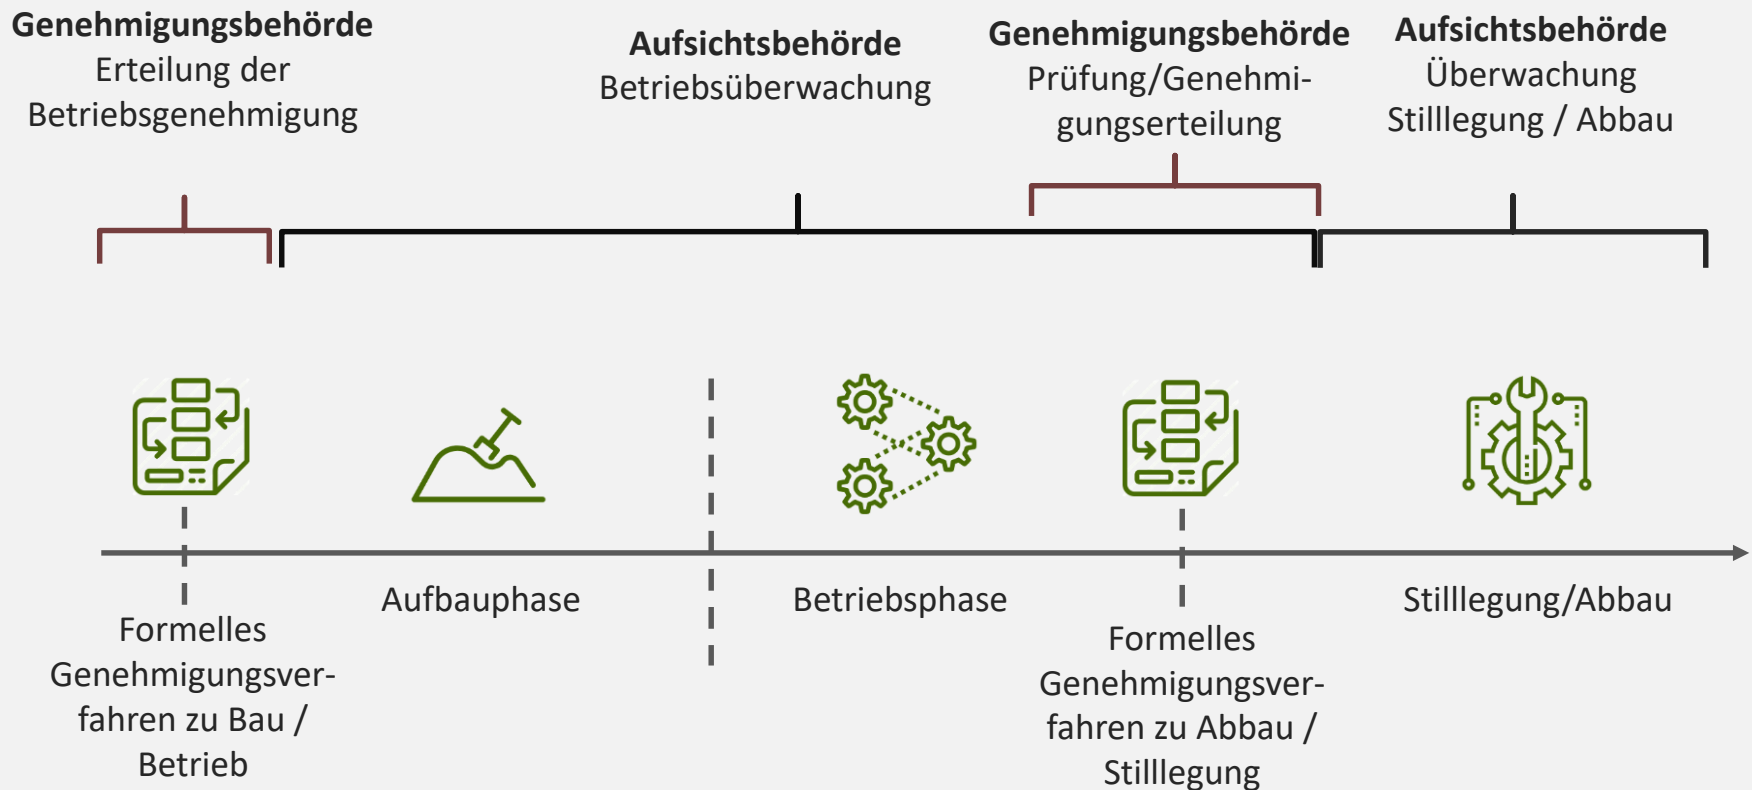 Genehmigungsbehörde
Erteilung der
Betriebsgenehmigung
Aufsichtsbehörde
Betriebsüberwachung
Genehmigungsbehörde
Prüfung/Genehmi-
gungserteilung
Aufsichtsbehörde
Überwachung
Stilllegung / Abbau
Formelles
Genehmigungsver-
fahren zu Bau /
Betrieb
Aufbauphase
Betriebsphase
Formelles
Genehmigungsver-
fahren zu Abbau /
Stilllegung
Stilllegung/Abbau